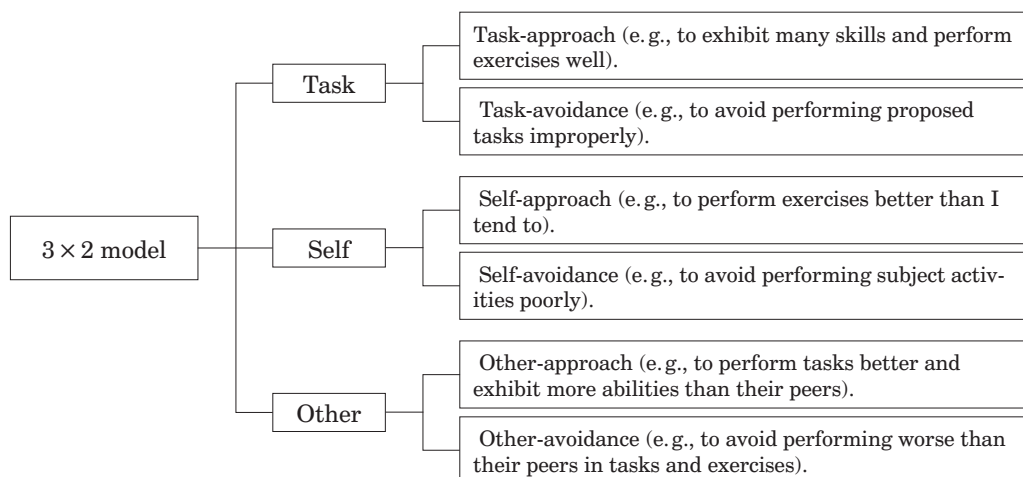 Task-approach (e.g., to exhibit many skills and perform
exercises well).
Task
Task-avoidance (e.g., to avoid performing proposed
tasks improperly).
Self-approach (e.g., to perform exercises better than I
tend to).
3 × 2 model
Self
Self-avoidance (e.g., to avoid performing subject activ-
ities poorly).
Other-approach (e.g., to perform tasks better and
exhibit more abilities than their peers).
Other
Other-avoidance (e.g., to avoid performing worse than
their peers in tasks and exercises).